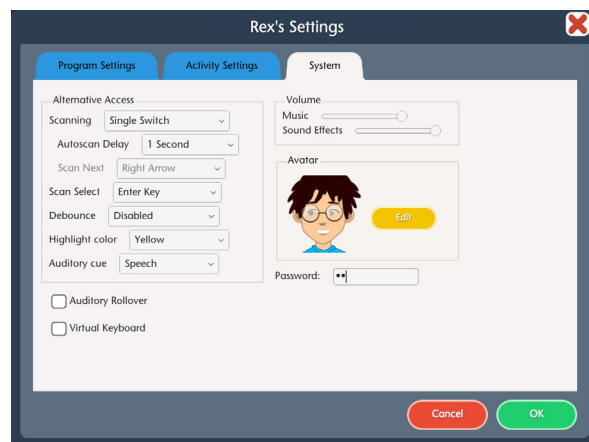 Rex's Settings
Program Settings
Activity Settings
System
Alternative Access
Scanning Single Switch
Autoscan Delay 1 Second
Scan Next Right Arrow
Scan Select Enter Key
Debounce Disabled
Highlight color Yellow
Auditory cue Speech
Auditory Rollover
Virtual Keyboard
Volume
Music
Sound Effects
Avatar
Edit
Password: ••
Cancel
OK